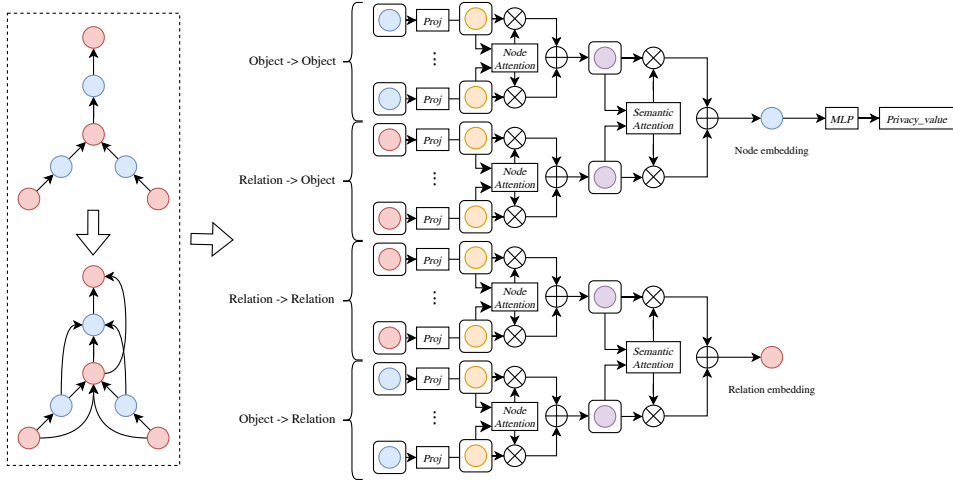 Object -> Object
Proj
⋮
Proj
Node
Attention
Relation -> Object
Proj
⋮
Proj
Node
Attention
Semantic
Attention
Node embedding
MLP
Privacy_value
Relation -> Relation
Proj
⋮
Proj
Node
Attention
Object -> Relation
Proj
⋮
Proj
Node
Attention
Semantic
Attention
Relation embedding